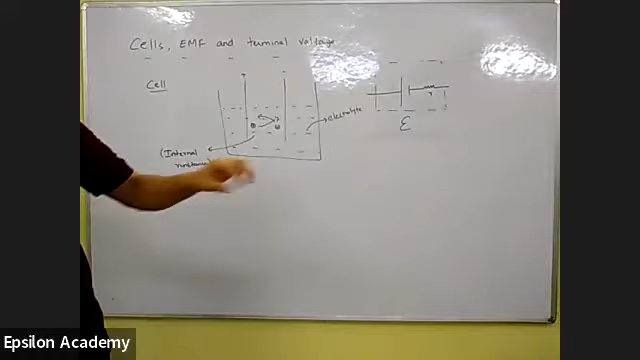 Cells, EMF and terminal voltage
Cell
+
-
electrolyte
r
ε
(Internal
Epsilon Academy